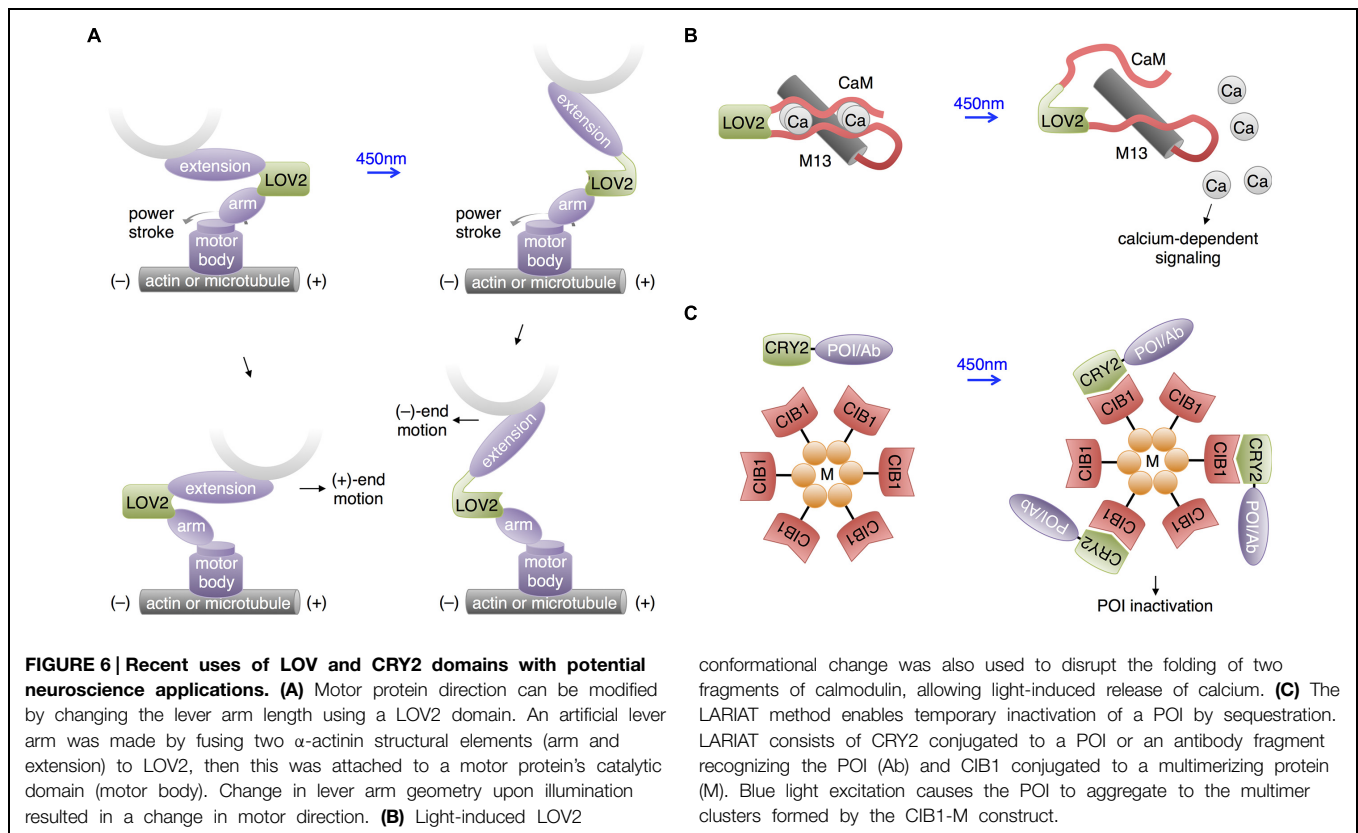 A
extension
LOV2
arm
power
stroke
motor
body
(–) actin or microtubule (+)
450nm
extension
LOV2
arm
power
stroke
motor
body
(–) actin or microtubule (+)
LOV2
extension
(+)-end
motion
arm
motor
body
(–) actin or microtubule (+)
(–)-end
motion
extension
LOV2
arm
motor
body
(–) actin or microtubule (+)
B
LOV2
CaM
Ca
Ca
M13
450nm
CaM
LOV2
M13
Ca
Ca
Ca
Ca
calcium-dependent
signaling
C
CRY2
POI/Ab
CIB1
CIB1
CIB1
M
CIB1
CIB1
CIB1
450nm
POI/Ab
CRY2
CIB1
CIB1
CIB1
M
CIB1
CRY2
POI/Ab
CIB1
CIB1
POI/Ab
CRY2
POI inactivation
FIGURE 6 | Recent uses of LOV and CRY2 domains with potential
neuroscience applications. (A) Motor protein direction can be modified
by changing the lever arm length using a LOV2 domain. An artificial lever
arm was made by fusing two α-actinin structural elements (arm and
extension) to LOV2, then this was attached to a motor protein's catalytic
domain (motor body). Change in lever arm geometry upon illumination
resulted in a change in motor direction. (B) Light-induced LOV2
conformational change was also used to disrupt the folding of two
fragments of calmodulin, allowing light-induced release of calcium. (C) The
LARIAT method enables temporary inactivation of a POI by sequestration.
LARIAT consists of CRY2 conjugated to a POI or an antibody fragment
recognizing the POI (Ab) and CIB1 conjugated to a multimerizing protein
(M). Blue light excitation causes the POI to aggregate to the multimer
clusters formed by the CIB1-M construct.